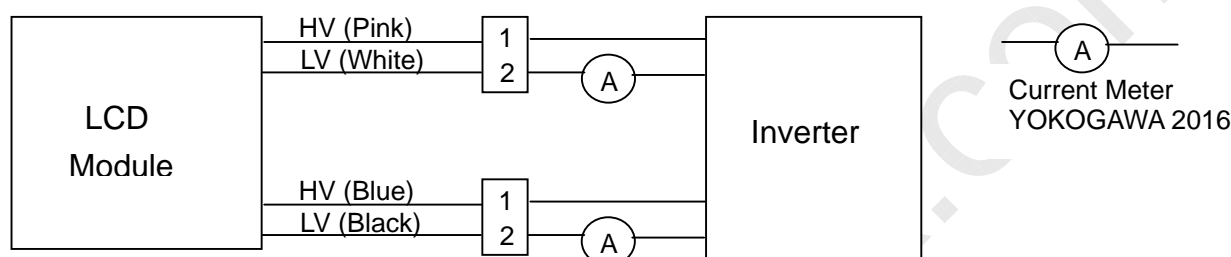 HV (Pink)
LV (White)
1
2
A
LCD
Module
Inverter
HV (Blue)
LV (Black)
1
2
A
A
Current Meter
YOKOGAWA 2016